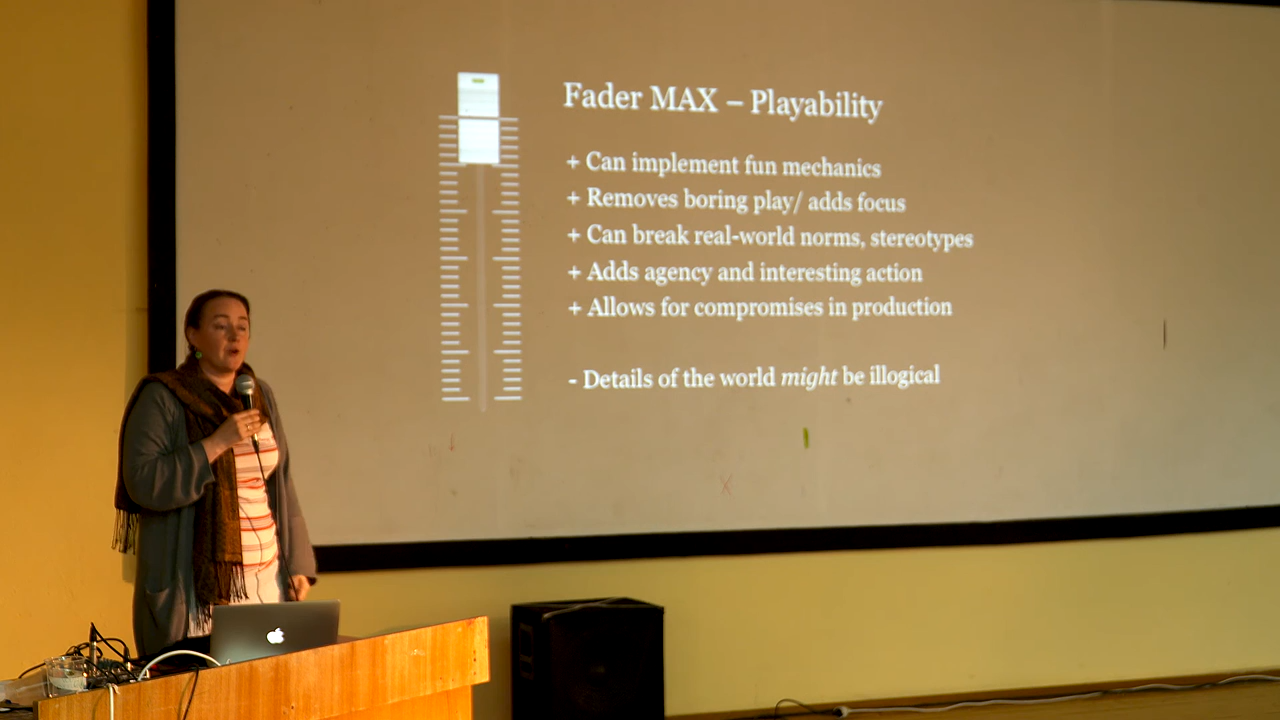 Fader MAX – Playability
+ Can implement fun mechanics
+ Removes boring play/ adds focus
+ Can break real-world norms, stereotypes
+ Adds agency and interesting action
+ Allows for compromises in production
- Details of the world might be illogical